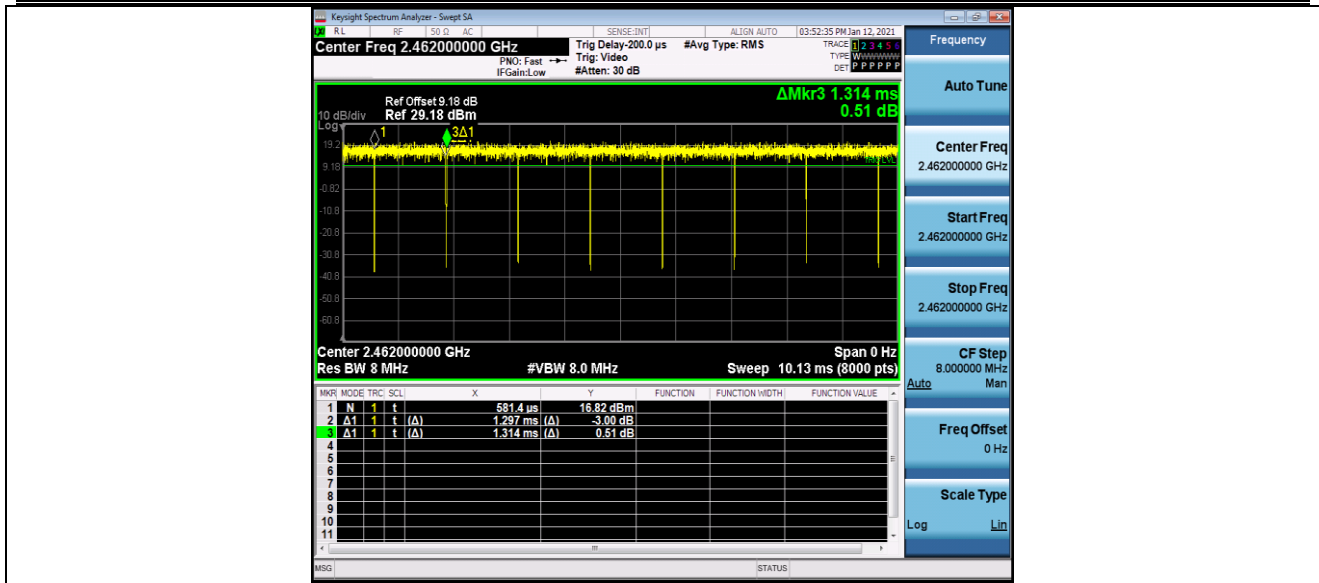 Keysight Spectrum Analyzer - Swept SA
RL RF 50 Ω AC SENSE:INT ALIGN AUTO 03:52:35 PM Jan 12, 2021
Center Freq 2.462000000 GHz
PNO: Fast
IFGain:Low
Trig Delay-200.0 µs
Trig: Video
#Atten: 30 dB
#Avg Type: RMS
TRACE 1 2 3 4 5 6
TYPE W
DET P P P P P P
ΔMkr3 1.314 ms
0.51 dB
Ref Offset 9.18 dB
10 dB/div Ref 29.18 dBm
Log
1
3Δ1
19.2
9.18
-0.82
-10.8
-20.8
-30.8
-40.8
-50.8
-60.8
Center 2.462000000 GHz Span 0 Hz
Res BW 8 MHz #VBW 8.0 MHz Sweep 10.13 ms (8000 pts)
MKR MODE TRC SCL X Y FUNCTION FUNCTION WIDTH FUNCTION VALUE
1 N 1 t 581.4 µs 16.82 dBm
2 Δ1 1 t (Δ) 1.297 ms (Δ) -3.00 dB
3 Δ1 1 t (Δ) 1.314 ms (Δ) 0.51 dB
4
5
6
7
8
9
10
11
MSG STATUS
Frequency
Auto Tune
Center Freq
2.462000000 GHz
Start Freq
2.462000000 GHz
Stop Freq
2.462000000 GHz
CF Step
8.000000 MHz
Auto Man
Freq Offset
0 Hz
Scale Type
Log Lin